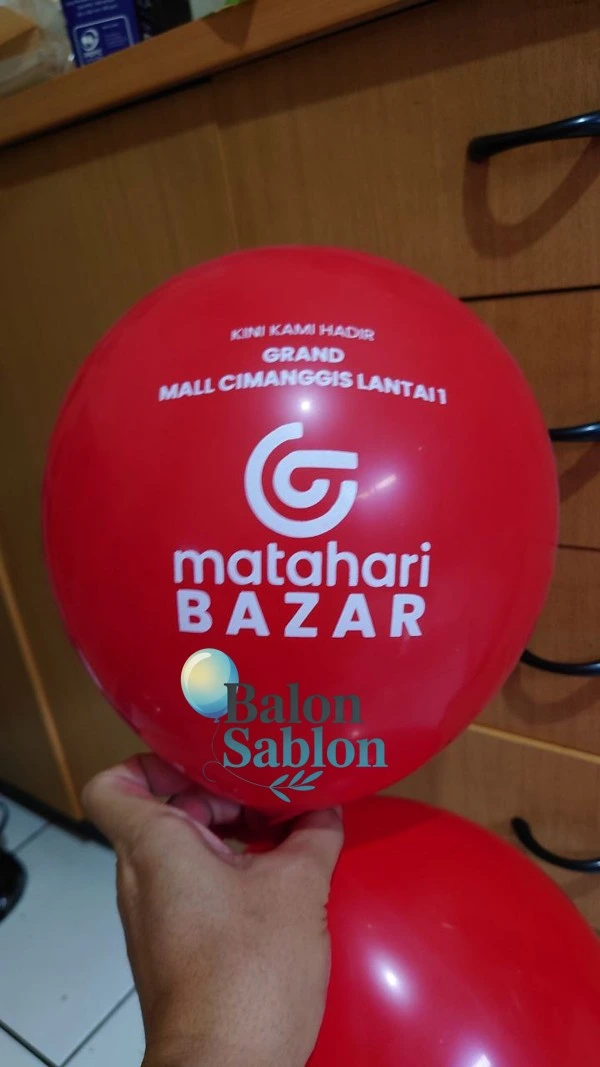 KINI KAMI HADIR
GRAND
MALL CIMANGGIS LANTAI 1
matahari
BAZAR
Balon
Sablon